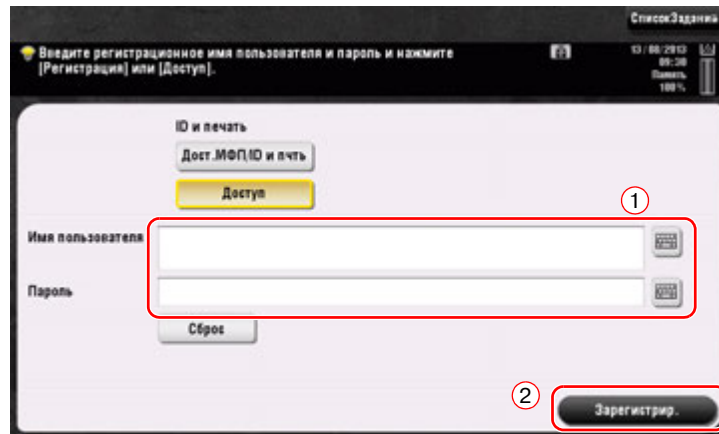 СписокЗадания
Введите регистрационное имя пользователя и пароль и нажмите
[Регистрация] или [Доступ].
13/08/2013
09:30
Память
100%
ID и печать
Дост.МФП/ID и пчть
Доступ
1
Имя пользователя
Пароль
Сброс
2
Зарегистрир.